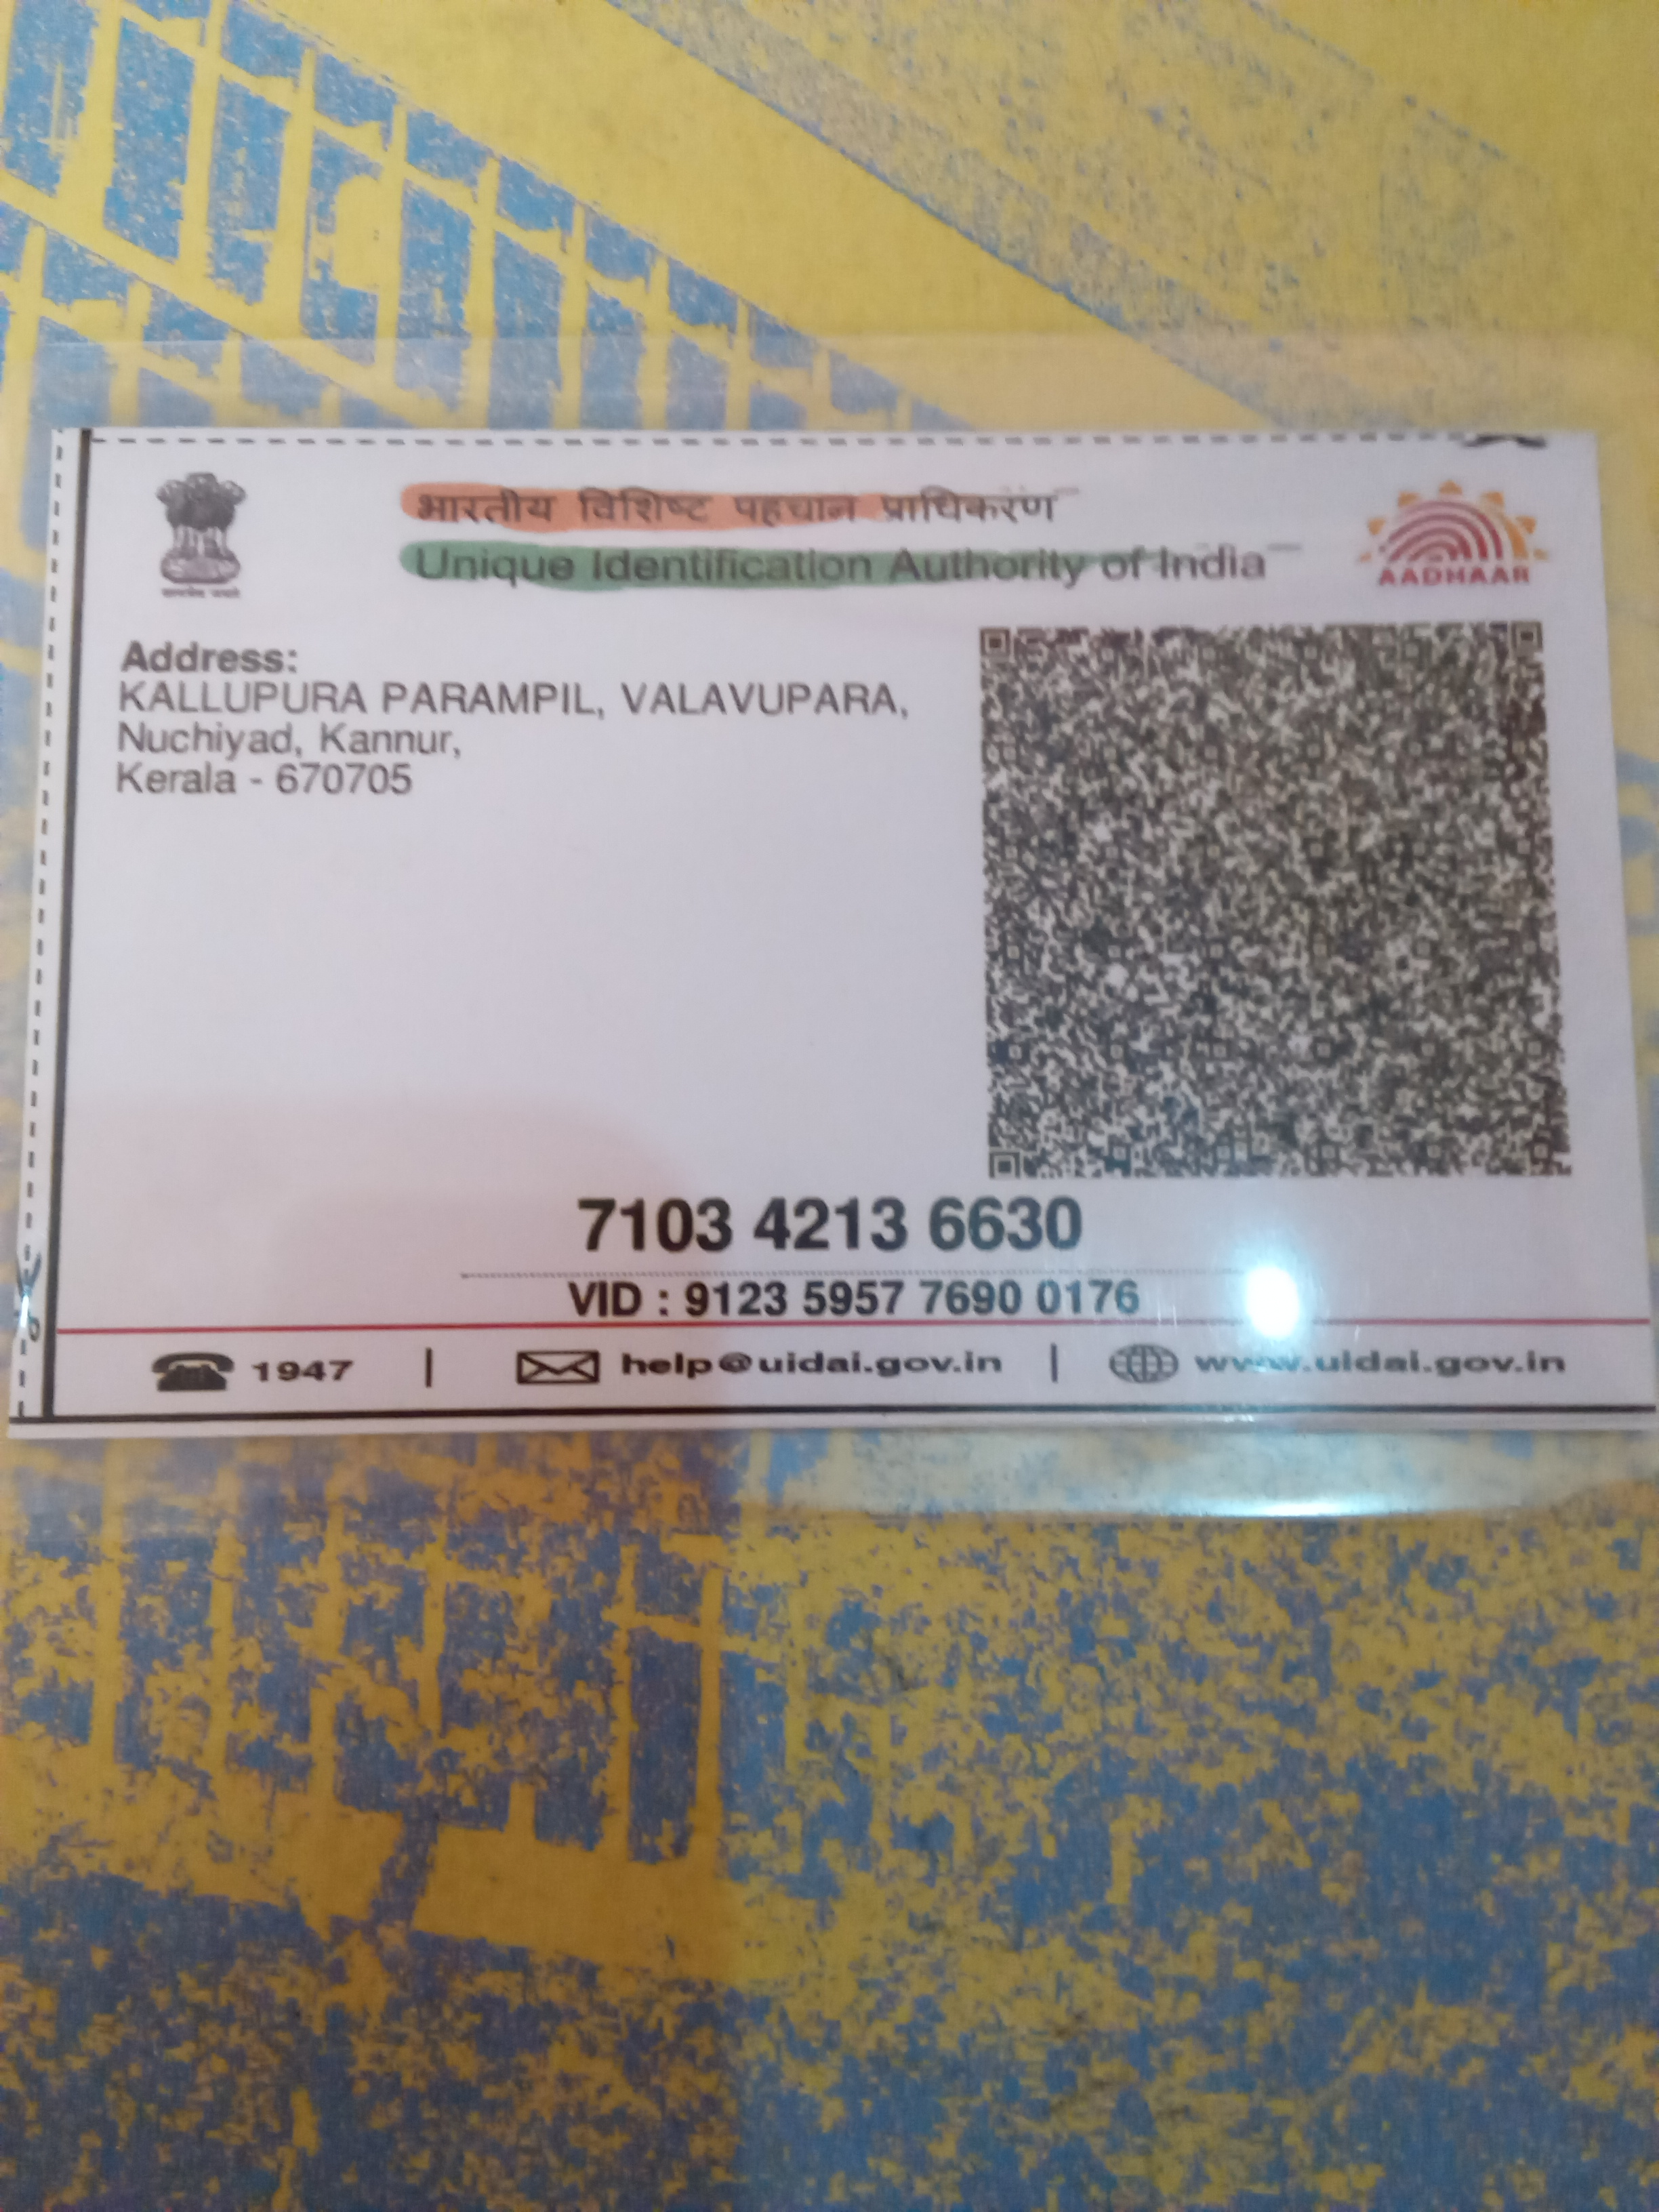 भारतीय विशिष्ट पहचान प्राधिकरण
Unique Identification Authority of India
AADHAAR
Address:
KALLUPURA PARAMPIL, VALAVUPARA,
Nuchiyad, Kannur,
Kerala - 670705
7103 4213 6630
VID : 9123 5957 7690 0176
1947 | help@uidai.gov.in | www.uidai.gov.in